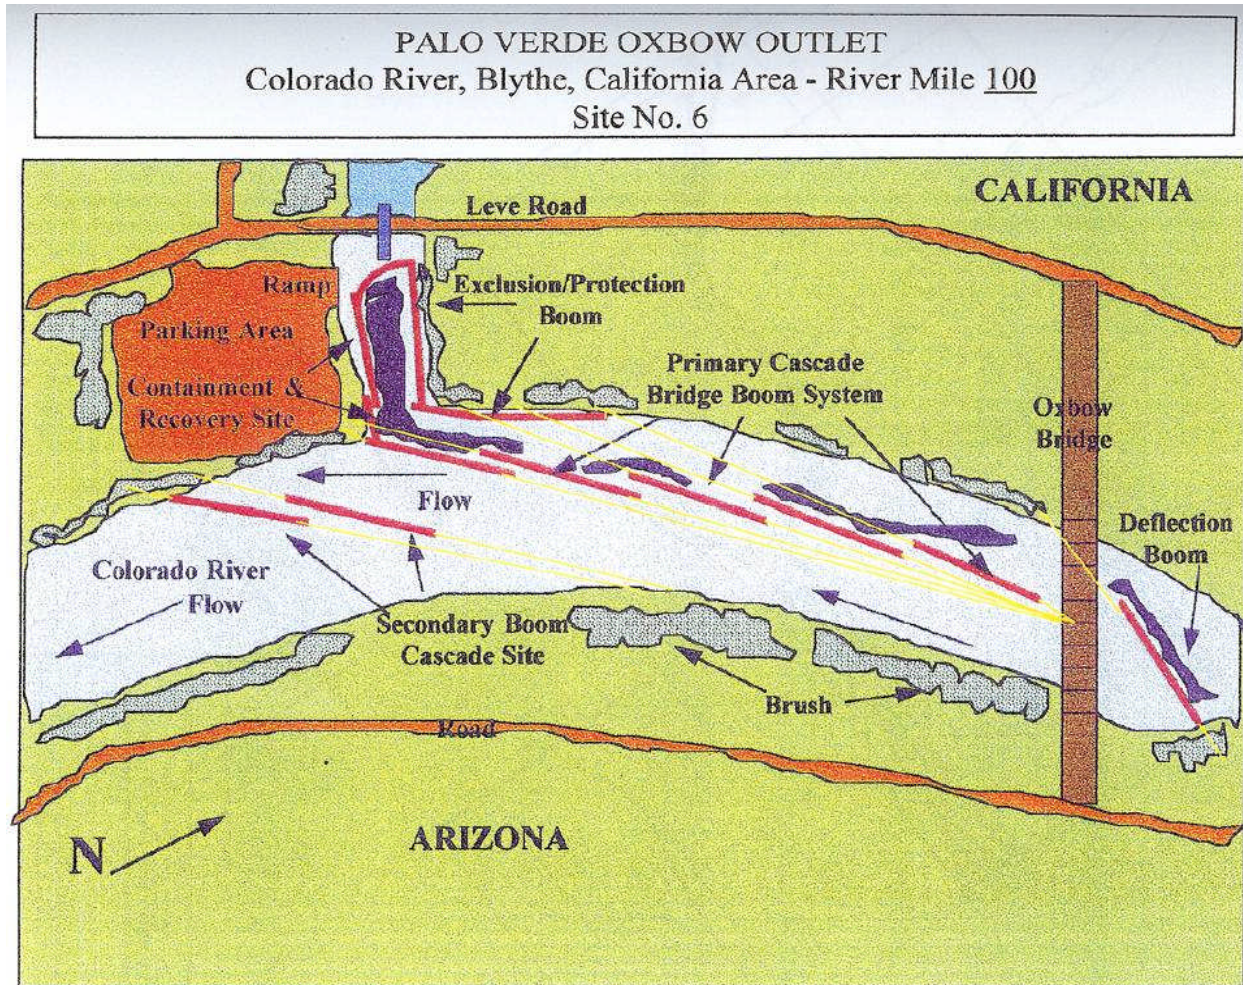 PALO VERDE OXBOW OUTLET
Colorado River, Blythe, California Area - River Mile 100
Site No. 6
CALIFORNIA
Leve Road
Ramp
Exclusion/Protection
Boom
Parking Area
Primary Cascade
Bridge Boom System
Containment &
Recovery Site
Oxbow
Bridge
Flow
Deflection
Boom
Colorado River
Flow
Secondary Boom
Cascade Site
Brush
Road
ARIZONA
N